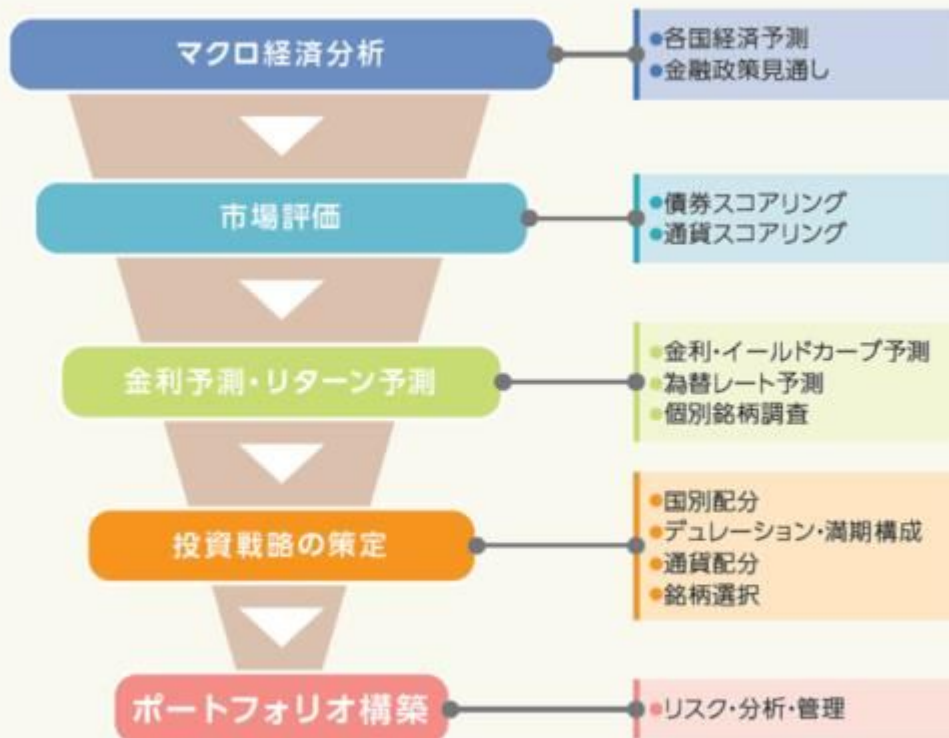 マクロ経済分析
●各国経済予測
●金融政策見通し
市場評価
●債券スコアリング
●通貨スコアリング
金利予測・リターン予測
●金利・イールドカーブ予測
●為替レート予測
●個別銘柄調査
投資戦略の策定
●国別配分
●デュレーション・満期構成
●通貨配分
●銘柄選択
ポートフォリオ構築
●リスク・分析・管理